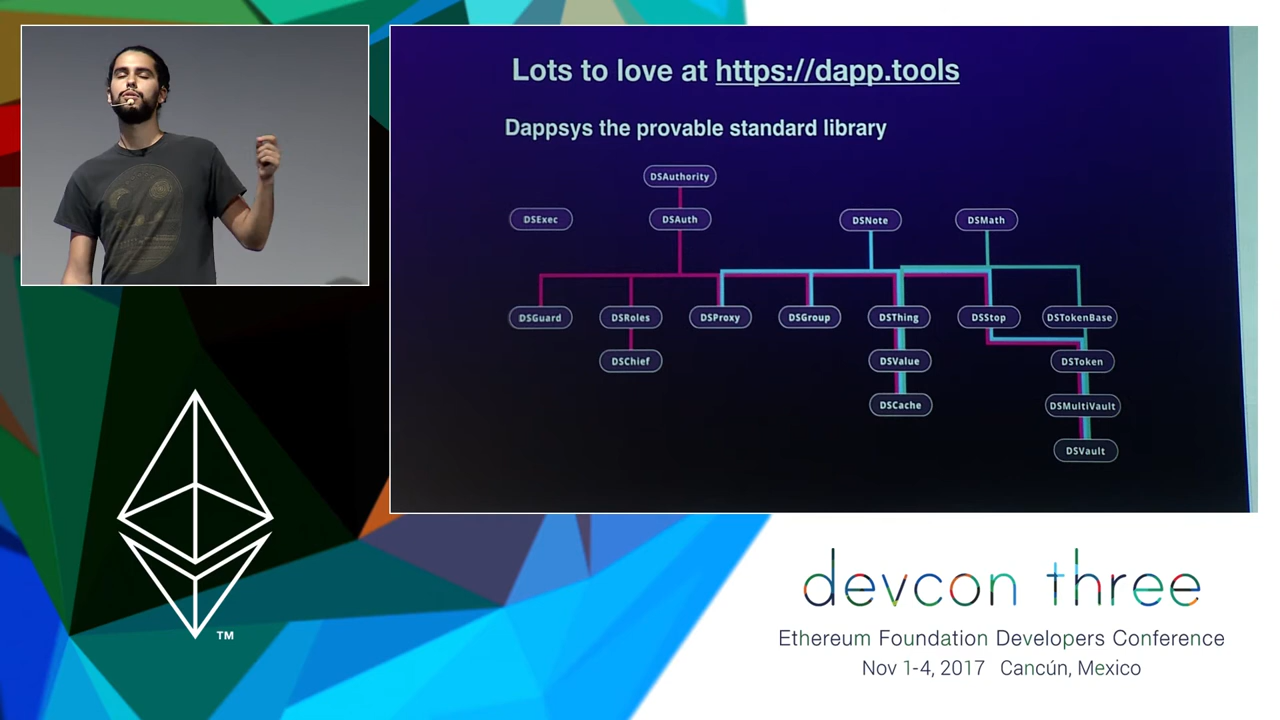 Lots to love at https://dapp.tools
Dappsys the provable standard library
DSAuthority
DSExec DSAuth DSNote DSMath
DSGuard DSRoles DSProxy DSGroup DSThing DSStop DSTokenBase
DSChief DSValue DSToken
DSCache DSMultiVault
DSVault
TM
devcon three
Ethereum Foundation Developers Conference
Nov 1-4, 2017 Cancún, Mexico